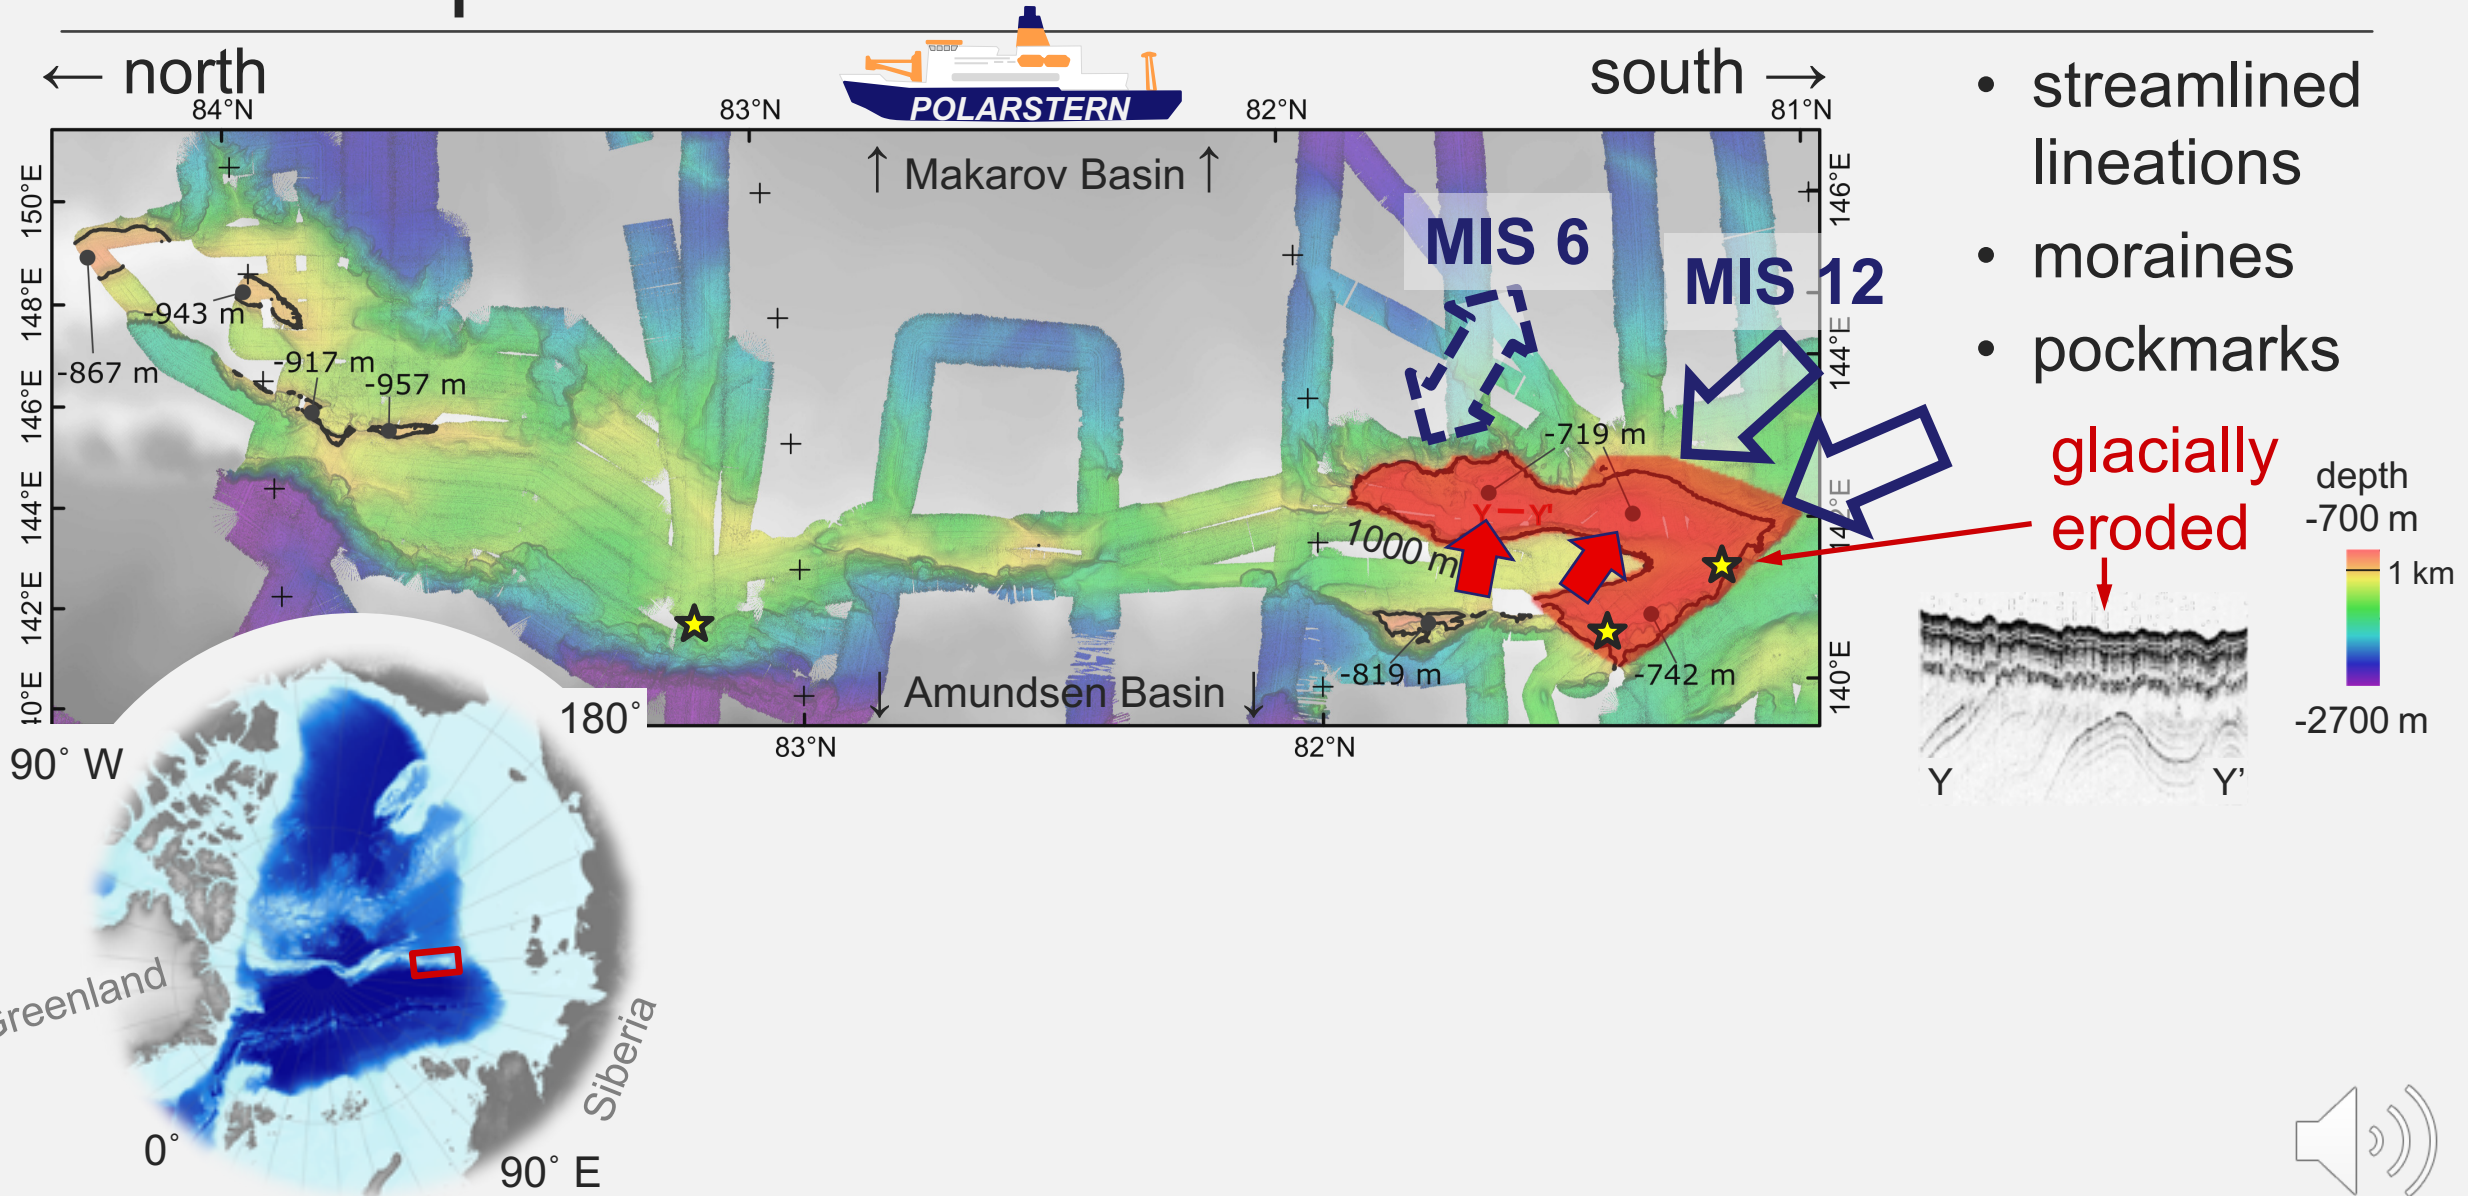 ← north
south →
84°N
83°N
82°N
81°N
POLARSTERN
↑ Makarov Basin ↑
150°E
148°E
146°E
144°E
142°E
146°E
144°E
140°E
MIS 6
MIS 12
-943 m
-867 m
-917 m
-957 m
-719 m
Y — Y'
1000 m
-819 m
-742 m
↓ Amundsen Basin ↓
83°N
82°N
• streamlined
lineations
• moraines
• pockmarks
glacially
eroded
depth
-700 m
1 km
-2700 m
Y
Y'
180°
90° W
Greenland
Siberia
0°
90° E